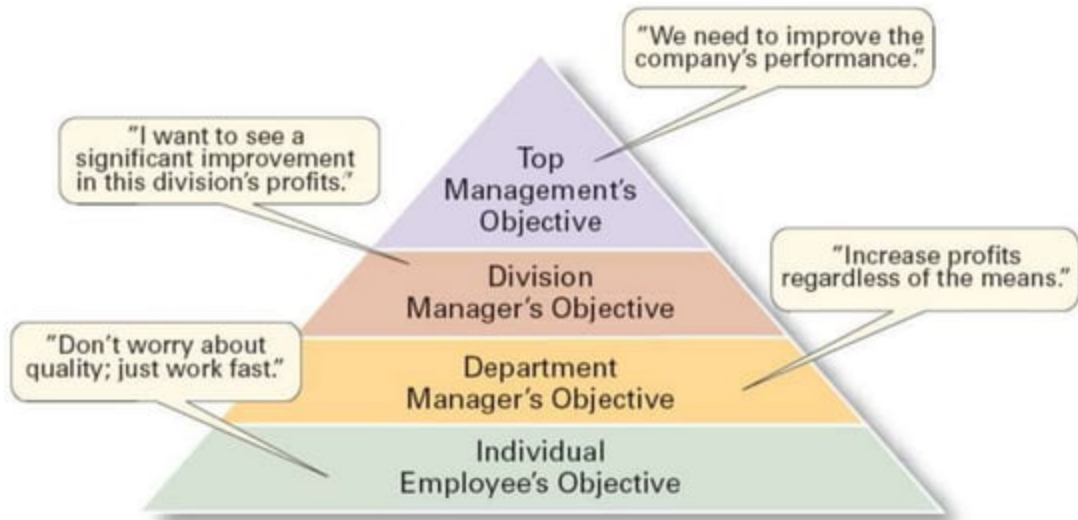 "We need to improve the
company's performance."
"I want to see a
significant improvement
in this division's profits."
Top
Management's
Objective
"Increase profits
regardless of the means."
Division
Manager's Objective
"Don't worry about
quality; just work fast."
Department
Manager's Objective
Individual
Employee's Objective